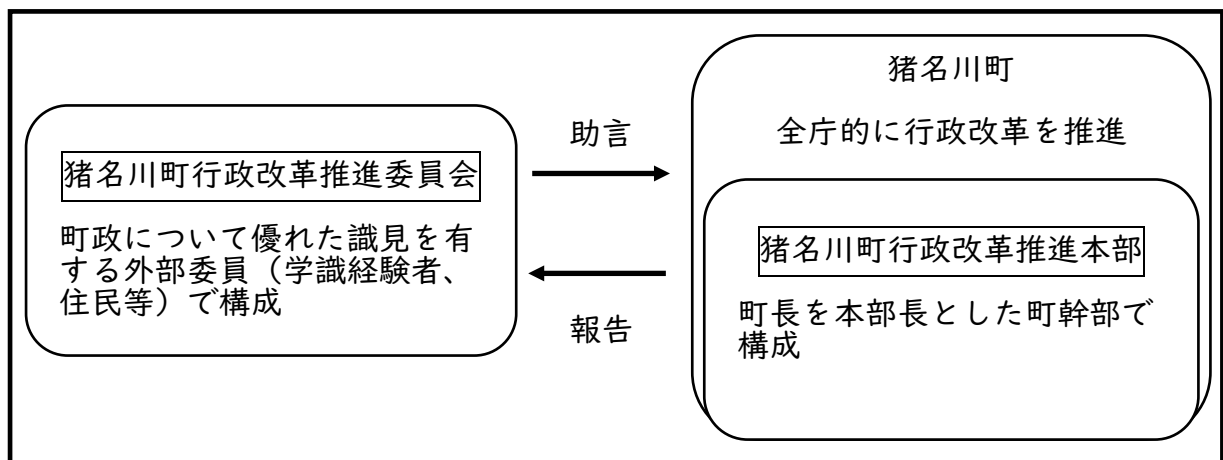 猪名川町行政改革推進委員会
町政について優れた識見を有
する外部委員（学識経験者、
住民等）で構成
助言
報告
猪名川町
全庁的に行政改革を推進
猪名川町行政改革推進本部
町長を本部長とした町幹部で
構成